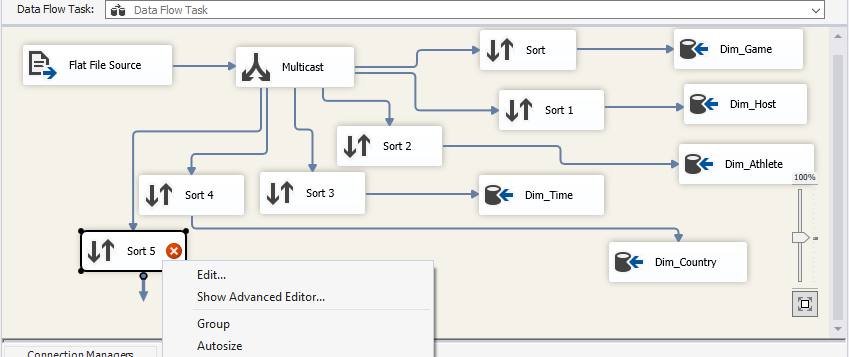 Data Flow Task: Data Flow Task
Flat File Source
Multicast
Sort
Dim_Game
Sort 1
Dim_Host
Sort 2
Dim_Athlete
100%
Sort 4
Sort 3
Dim_Time
Sort 5
Dim_Country
Edit...
Show Advanced Editor...
Group
Autosize
Connection Managers